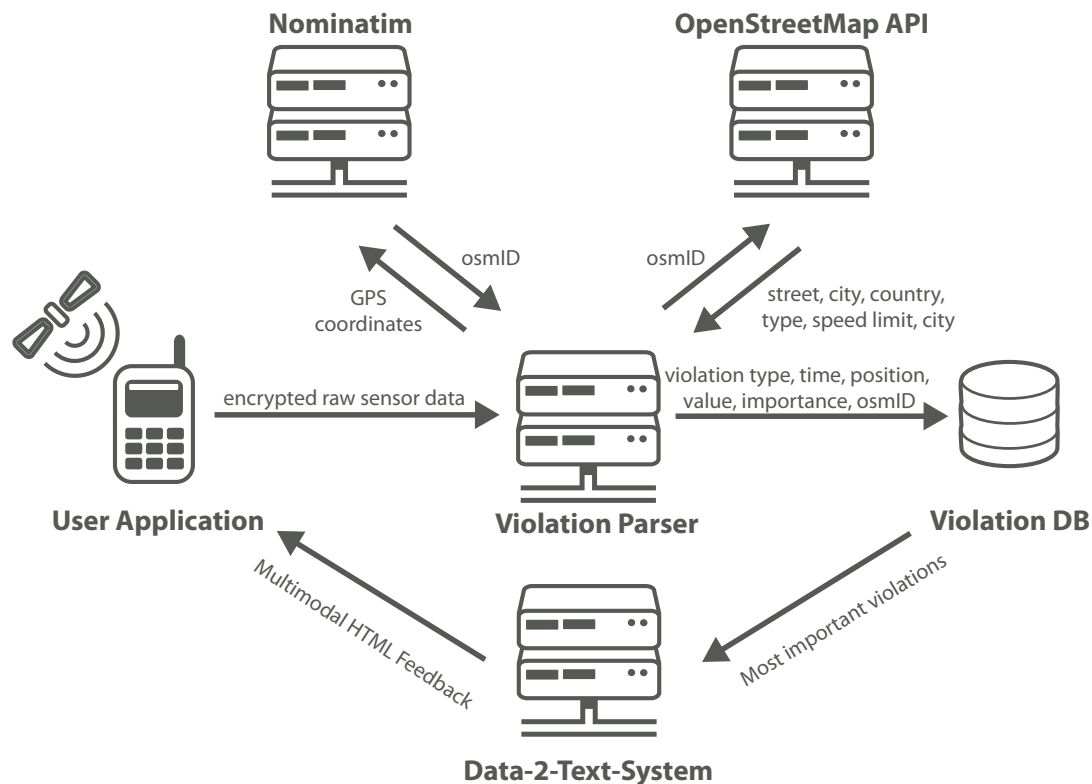 Nominatim
OpenStreetMap API
osmID
GPS
coordinates
osmID
street, city, country,
type, speed limit, city
encrypted raw sensor data
violation type, time, position,
value, importance, osmID
User Application
Violation Parser
Violation DB
Multimodal HTML Feedback
Most important violations
Data-2-Text-System